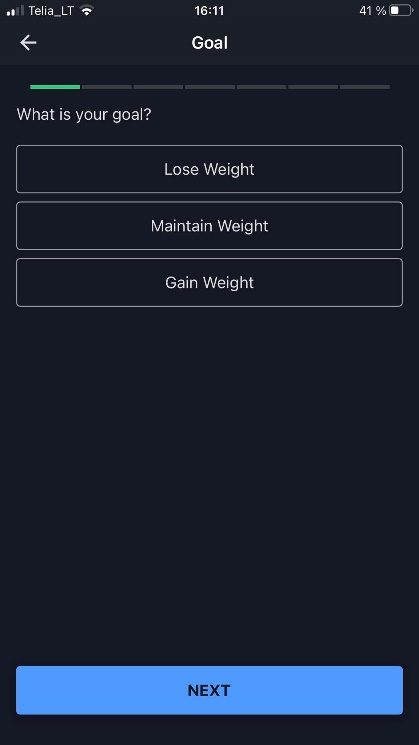 Telia_LT 16:11 41 %
Goal
What is your goal?
Lose Weight
Maintain Weight
Gain Weight
NEXT